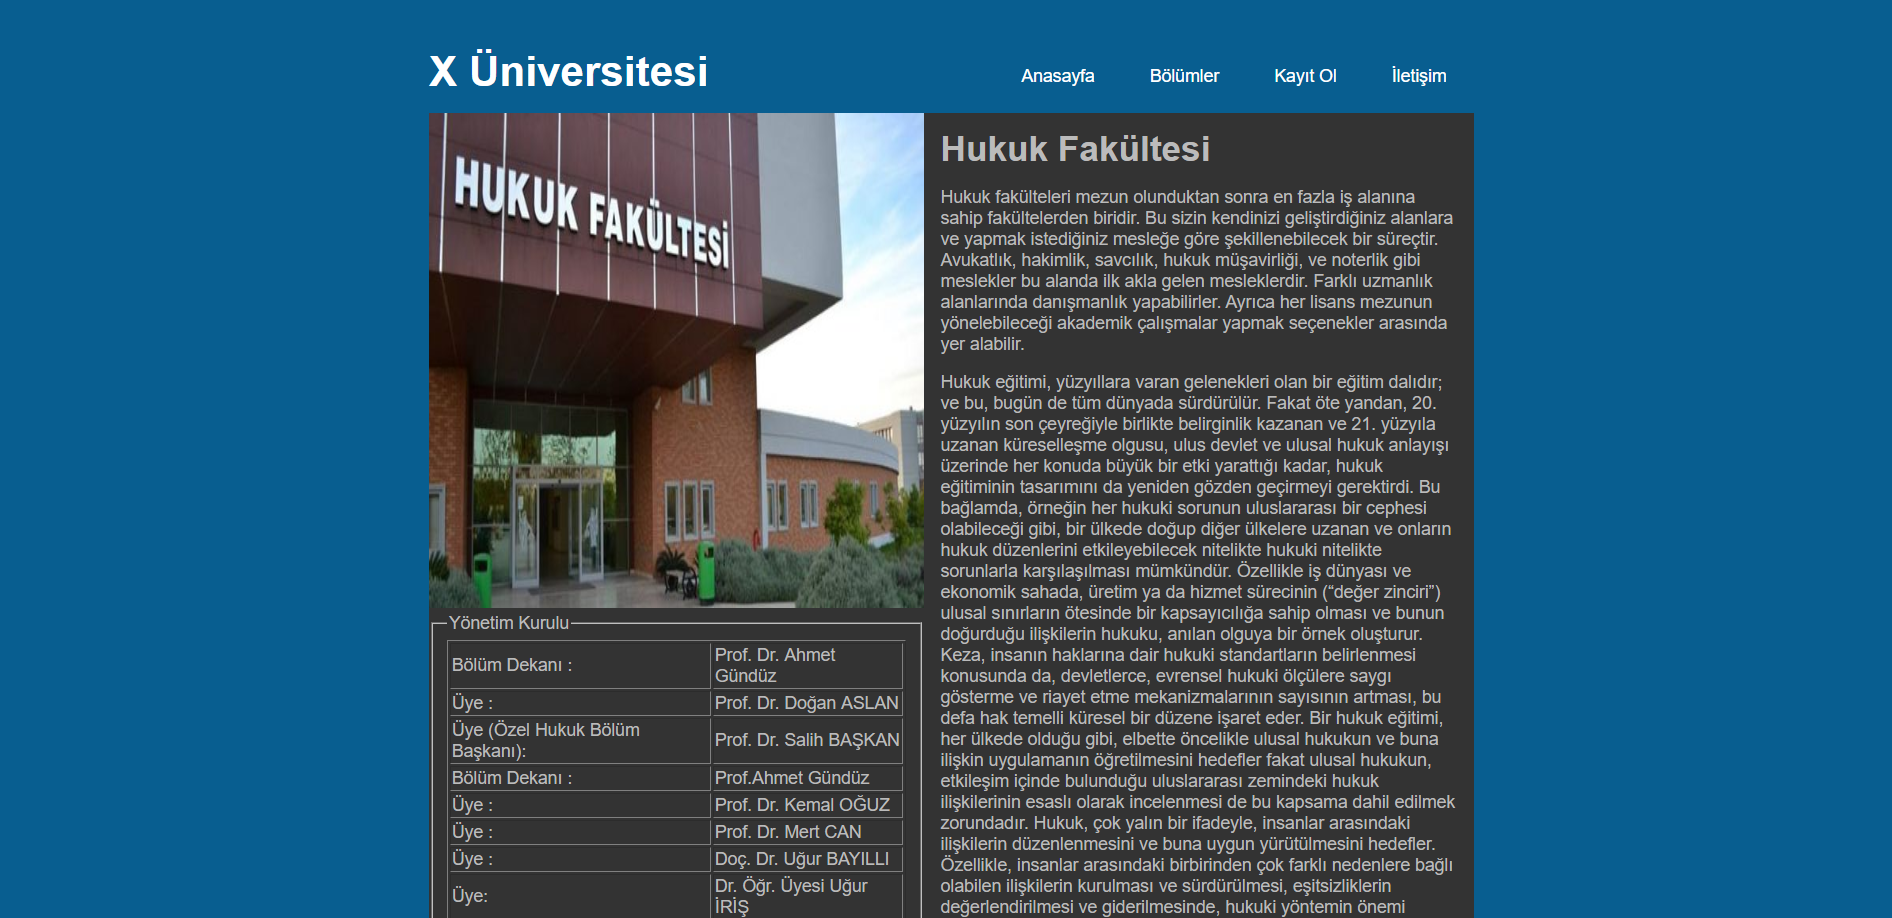 X Üniversitesi
Anasayfa Bölümler Kayıt Ol İletişim
HUKUK FAKÜLTESİ
Hukuk Fakültesi
Hukuk fakülteleri mezun olunduktan sonra en fazla iş alanına
sahip fakültelerden biridir. Bu sizin kendinizi geliştirdiğiniz alanlara
ve yapmak istediğiniz mesleğe göre şekillenebilecek bir süreçtir.
Avukatlık, hakimlik, savcılık, hukuk müşavirliği, ve noterlik gibi
meslekler bu alanda ilk akla gelen mesleklerdir. Farklı uzmanlık
alanlarında danışmanlık yapabilirler. Ayrıca her lisans mezunun
yönelebileceği akademik çalışmalar yapmak seçenekler arasında
yer alabilir.
Hukuk eğitimi, yüzyıllara varan gelenekleri olan bir eğitim dalıdır;
ve bu, bugün de tüm dünyada sürdürülür. Fakat öte yandan, 20.
yüzyılın son çeyreğiyle birlikte belirginlik kazanan ve 21. yüzyıla
uzanan küreselleşme olgusu, ulus devlet ve ulusal hukuk anlayışı
üzerinde her konuda büyük bir etki yarattığı kadar, hukuk
eğitiminin tasarımını da yeniden gözden geçirmeyi gerektirdi. Bu
bağlamda, örneğin her hukuki sorunun uluslararası bir cephesi
olabileceği gibi, bir ülkede doğup diğer ülkelere uzanan ve onların
hukuk düzenlerini etkileyebilecek nitelikte hukuki nitelikte
sorunlarla karşılaşılması mümkündür. Özellikle iş dünyası ve
ekonomik sahada, üretim ya da hizmet sürecinin (“değer zinciri”)
ulusal sınırların ötesinde bir kapsayıcılığa sahip olması ve bunun
doğurduğu ilişkilerin hukuku, anılan olguya bir örnek oluşturur.
Keza, insanın haklarına dair hukuki standartların belirlenmesi
konusunda da, devletlerce, evrensel hukuki ölçülere saygı
gösterme ve riayet etme mekanizmalarının sayısının artması, bu
defa hak temelli küresel bir düzene işaret eder. Bir hukuk eğitimi,
her ülkede olduğu gibi, elbette öncelikle ulusal hukukun ve buna
ilişkin uygulamanın öğretilmesini hedefler fakat ulusal hukukun,
etkileşim içinde bulunduğu uluslararası zemindeki hukuk
ilişkilerinin esaslı olarak incelenmesi de bu kapsama dahil edilmek
zorundadır. Hukuk, çok yalın bir ifadeyle, insanlar arasındaki
ilişkilerin düzenlenmesini ve buna uygun yürütülmesini hedefler.
Özellikle, insanlar arasındaki birbirinden çok farklı nedenlere bağlı
olabilen ilişkilerin kurulması ve sürdürülmesi, eşitsizliklerin
değerlendirilmesi ve giderilmesinde, hukuki yöntemin önemi
Yönetim Kurulu
Bölüm Dekanı : Prof. Dr. Ahmet
Gündüz
Üye : Prof. Dr. Doğan ASLAN
Üye (Özel Hukuk Bölüm
Başkanı): Prof. Dr. Salih BAŞKAN
Bölüm Dekanı : Prof.Ahmet Gündüz
Üye : Prof. Dr. Kemal OĞUZ
Üye : Prof. Dr. Mert CAN
Üye : Doç. Dr. Uğur BAYILLI
Üye: Dr. Öğr. Üyesi Uğur
İRİŞ